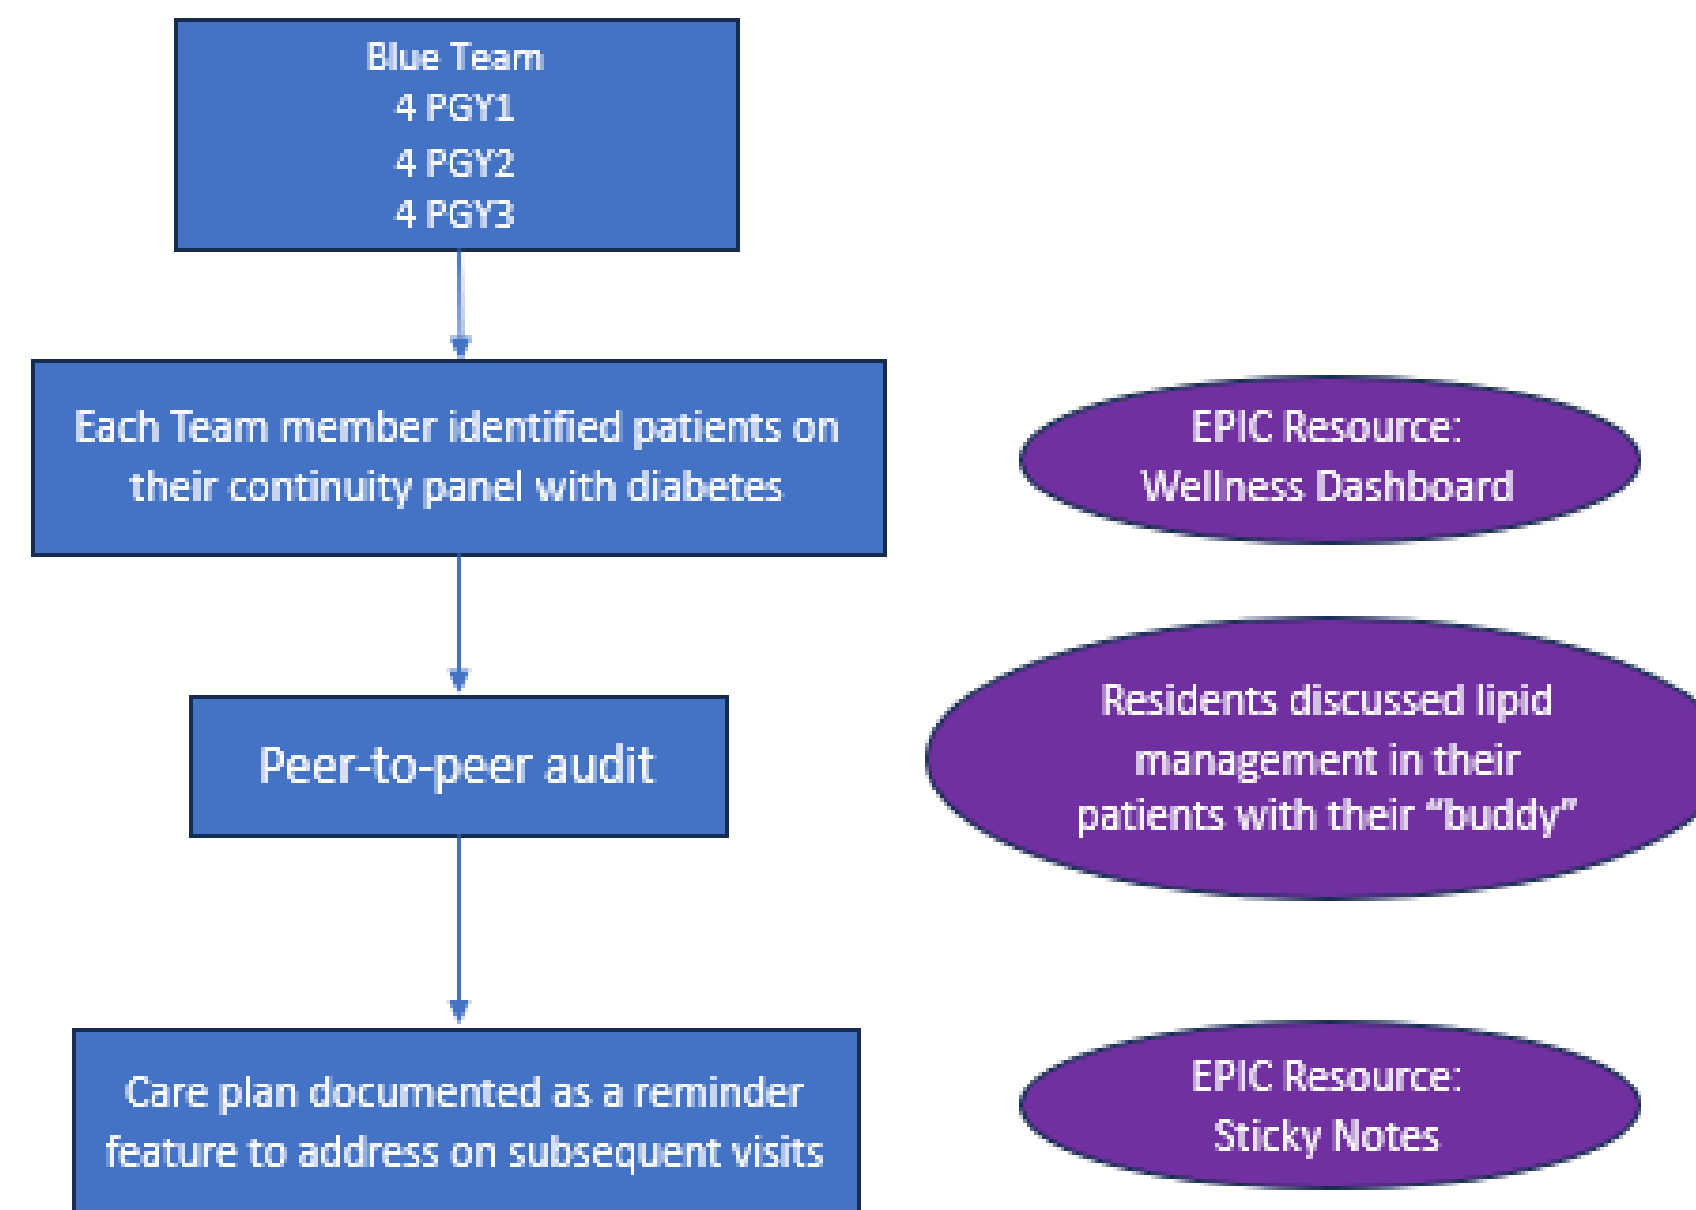 Blue Team
4 PGY1
4 PGY2
4 PGY3
Each Team member identified patients on
their continuity panel with diabetes
EPIC Resource:
Wellness Dashboard
Peer-to-peer audit
Residents discussed lipid
management in their
patients with their “buddy”
Care plan documented as a reminder
feature to address on subsequent visits
EPIC Resource:
Sticky Notes